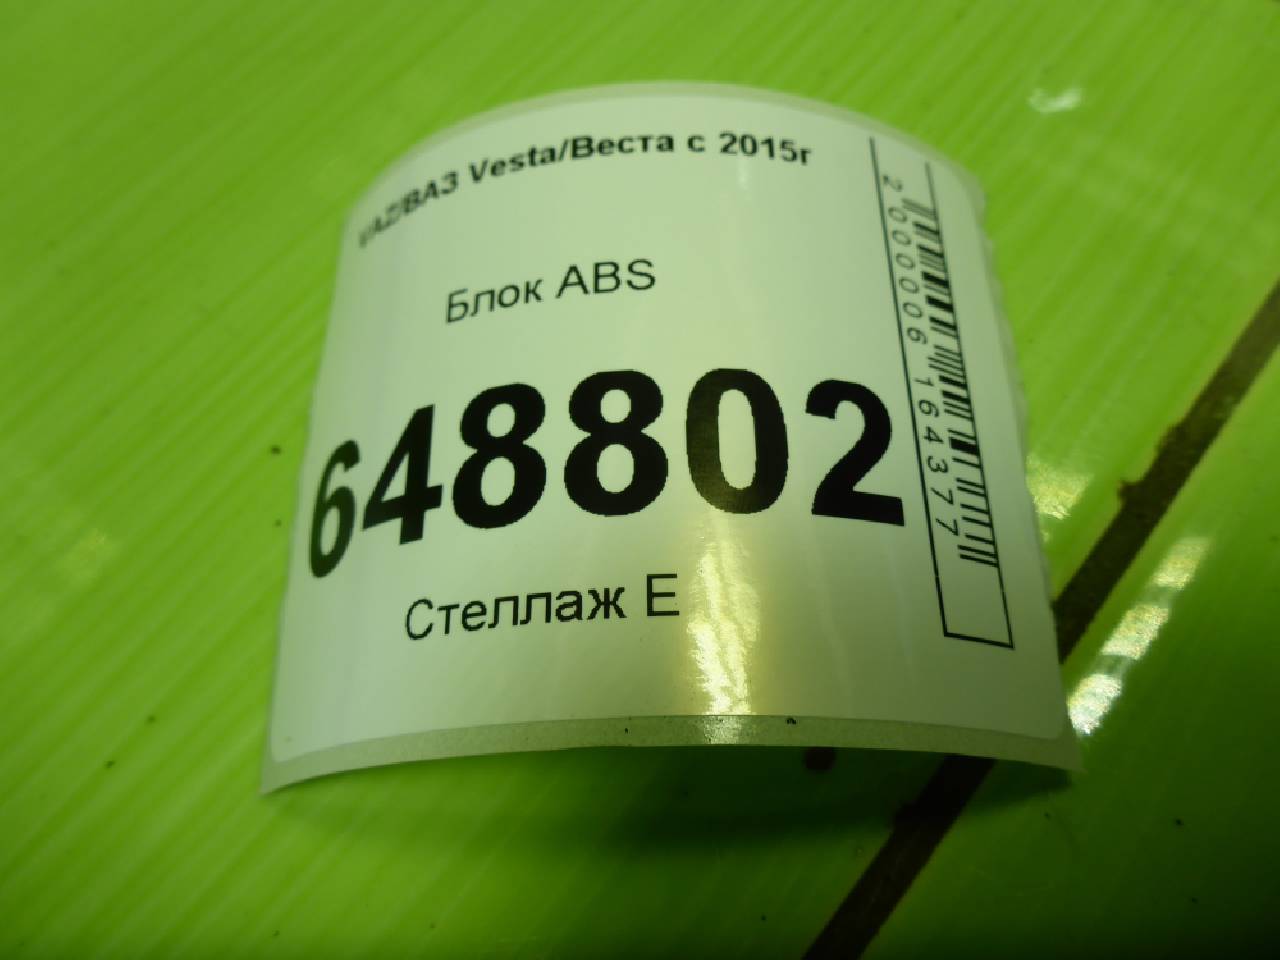 VAZ/ВАЗ Vesta/Веста с 2015г
Блок ABS
648802
Стеллаж Е
2000006164377